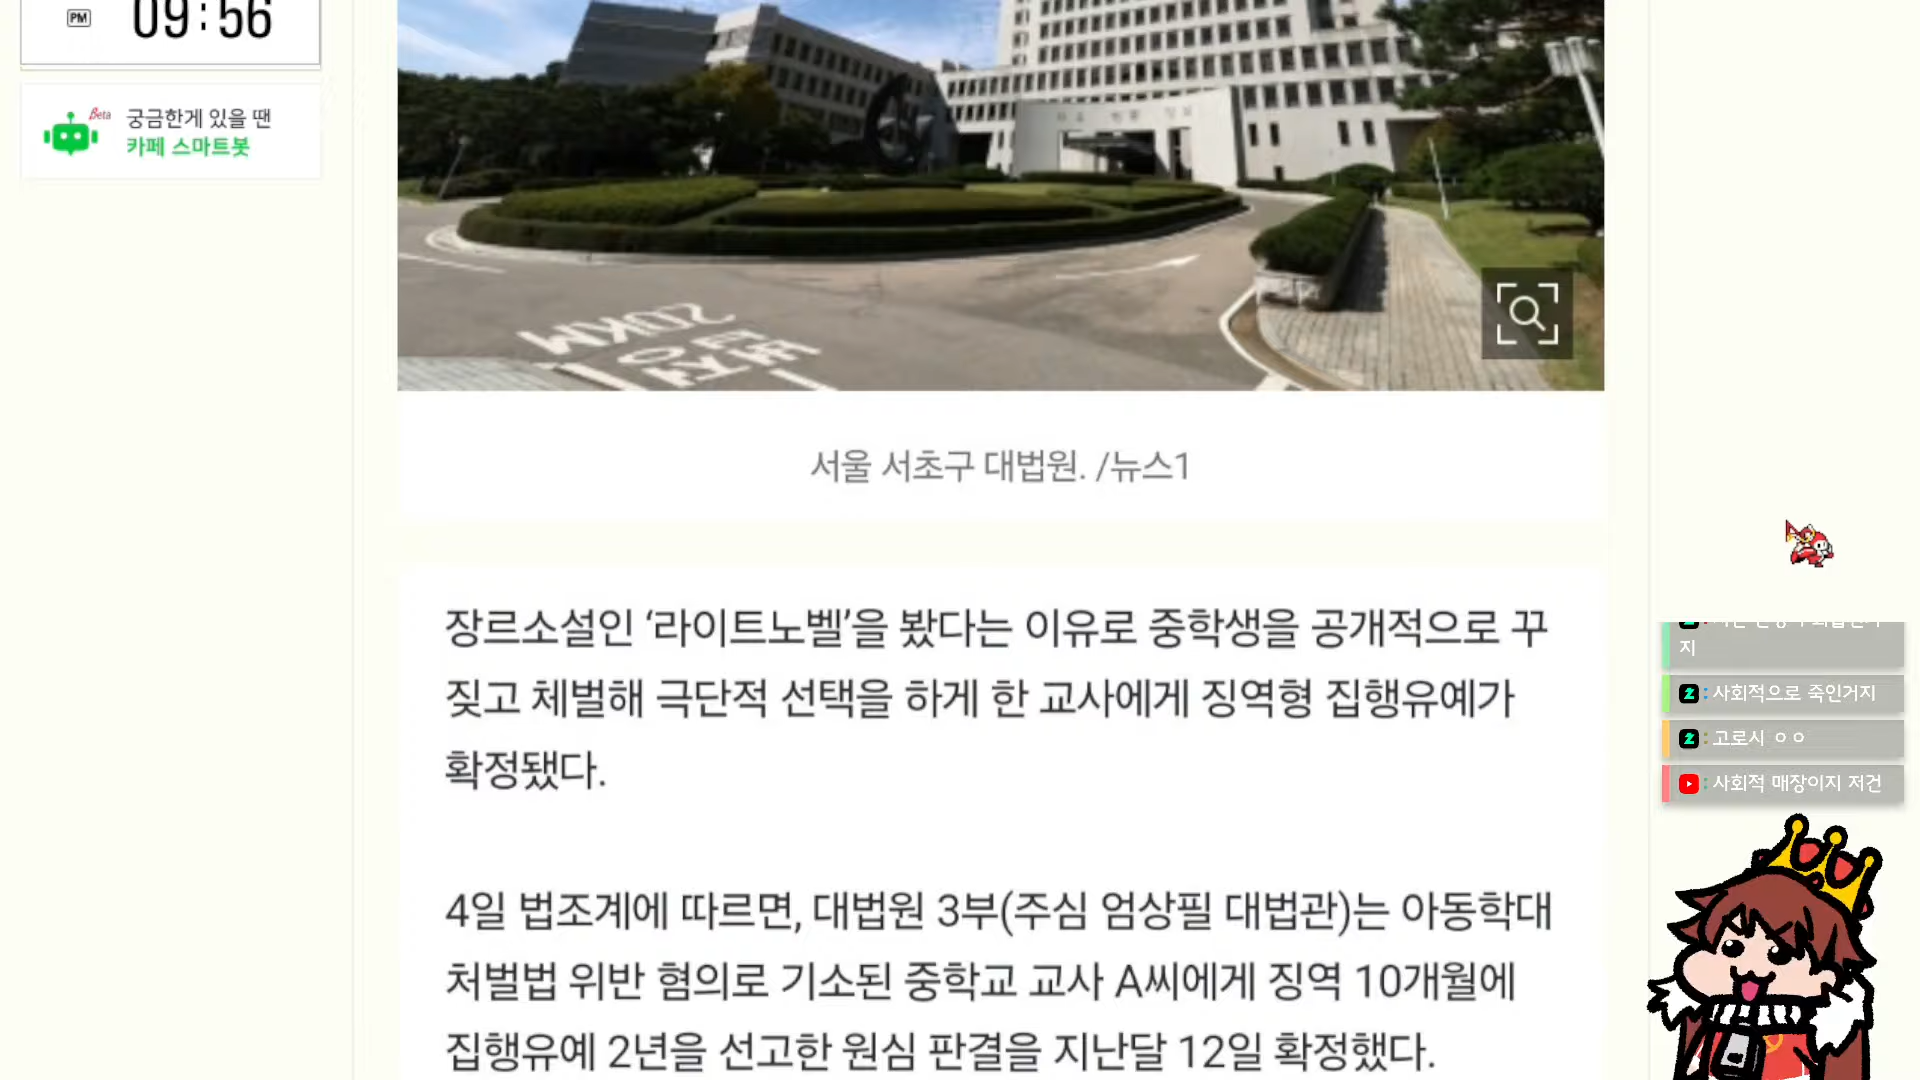 PM 09:56
Beta 궁금한게 있을 땐
카페 스마트봇
20KM
서울 서초구 대법원. /뉴스1
장르소설인 ‘라이트노벨’을 봤다는 이유로 중학생을 공개적으로 꾸
짖고 체벌해 극단적 선택을 하게 한 교사에게 징역형 집행유예가
확정됐다.
4일 법조계에 따르면, 대법원 3부(주심 엄상필 대법관)는 아동학대
처벌법 위반 혐의로 기소된 중학교 교사 A씨에게 징역 10개월에
집행유예 2년을 선고한 원심 판결을 지난달 12일 확정했다.
지
: 사회적으로 죽인거지
: 고로시 ㅇㅇ
: 사회적 매장이지 저건